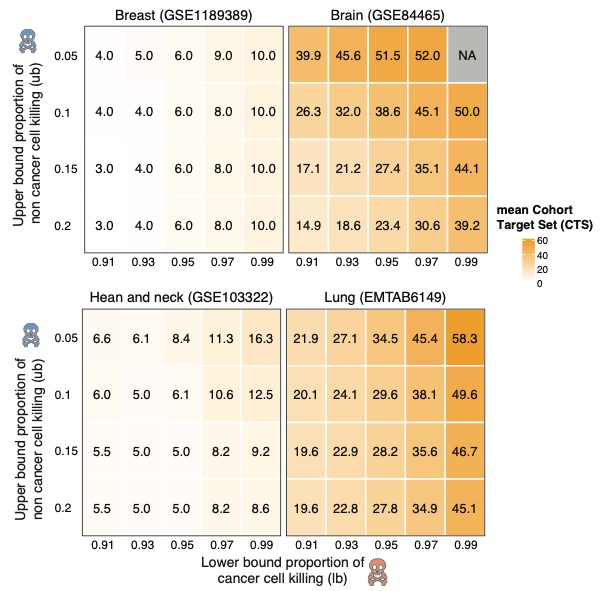 Breast (GSE1189389)
Brain (GSE84465)
Upper bound proportion of
non cancer cell killing (ub)
0.05 4.0 5.0 6.0 9.0 10.0 39.9 45.6 51.5 52.0 NA
0.1 4.0 4.0 6.0 8.0 10.0 26.3 32.0 38.6 45.1 50.0
0.15 3.0 4.0 6.0 8.0 10.0 17.1 21.2 27.4 35.1 44.1
0.2 3.0 4.0 6.0 8.0 10.0 14.9 18.6 23.4 30.6 39.2
0.91 0.93 0.95 0.97 0.99 0.91 0.93 0.95 0.97 0.99
mean Cohort
Target Set (CTS)
60
40
20
0
Hean and neck (GSE103322)
Lung (EMTAB6149)
Upper bound proportion of
non cancer cell killing (ub)
0.05 6.6 6.1 8.4 11.3 16.3 21.9 27.1 34.5 45.4 58.3
0.1 6.0 5.0 6.1 10.6 12.5 20.1 24.1 29.6 38.1 49.6
0.15 5.5 5.0 5.0 8.2 9.2 19.6 22.9 28.2 35.6 46.7
0.2 5.5 5.0 5.0 8.2 8.6 19.6 22.8 27.8 34.9 45.1
0.91 0.93 0.95 0.97 0.99 0.91 0.93 0.95 0.97 0.99
Lower bound proportion of
cancer cell killing (lb)